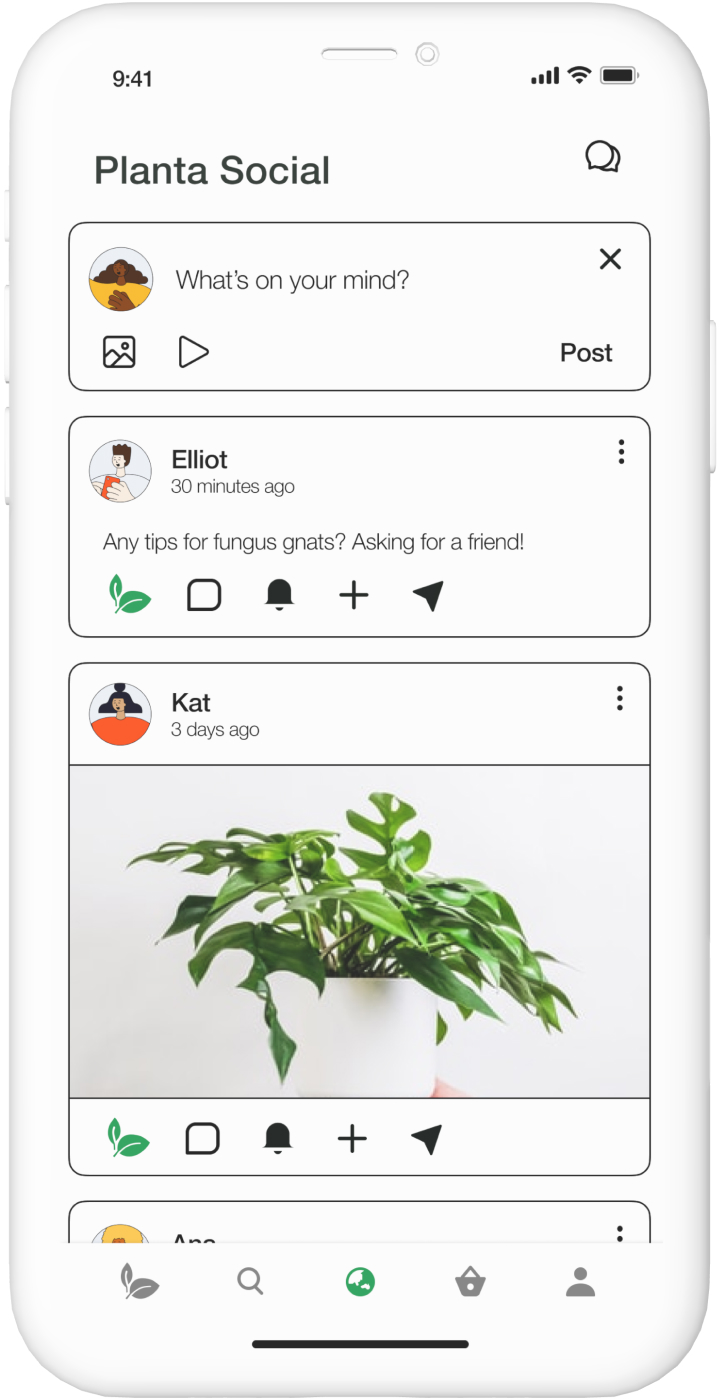 9:41
Planta Social
What's on your mind?
Post
Elliot
30 minutes ago
Any tips for fungus gnats? Asking for a friend!
Kat
3 days ago